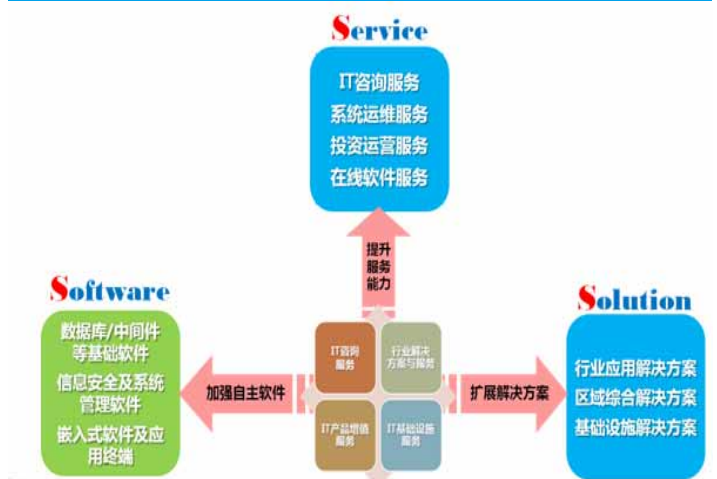 Service
IT咨询服务
系统运维服务
投资运营服务
在线软件服务
提升
服务
能力
Software
数据库/中间件
等基础软件
信息安全及系统
管理软件
嵌入式软件及应
用终端
加强自主软件
IT咨询
服务
行业解决
方案与服务
IT产品增值
服务
IT基础设施
服务
扩展解决方案
Solution
行业应用解决方案
区域综合解决方案
基础设施解决方案